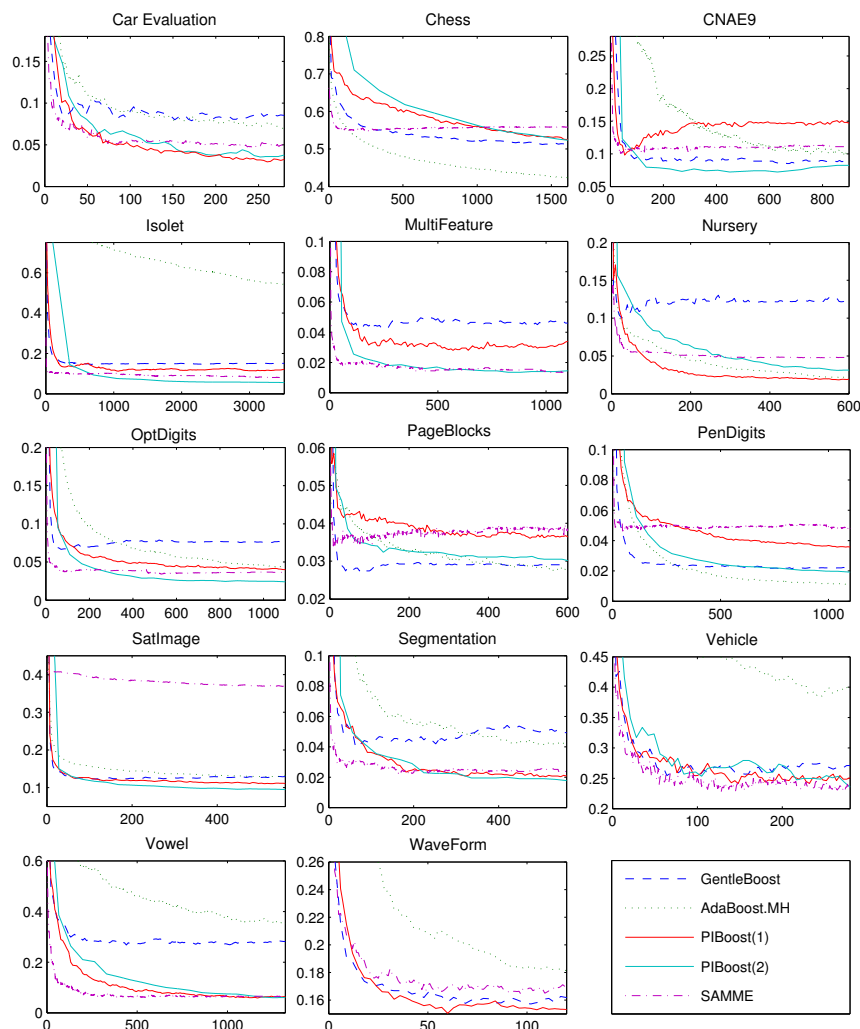 Car Evaluation
Chess
CNAE9
0.15
0.1
0.05
0
0 50 100 150 200 250
0.8
0.7
0.6
0.5
0.4
0 500 1000 1500
0.25
0.2
0.15
0.1
0.05
0 200 400 600 800
Isolet
MultiFeature
Nursery
0.6
0.4
0.2
0
0 1000 2000 3000
0.1
0.08
0.06
0.04
0.02
0
0 500 1000
0.2
0.15
0.1
0.05
0
0 200 400 600
OptDigits
PageBlocks
PenDigits
0.2
0.15
0.1
0.05
0
0 200 400 600 800 1000
0.06
0.05
0.04
0.03
0.02
0 200 400 600
0.1
0.08
0.06
0.04
0.02
0
0 500 1000
SatImage
Segmentation
Vehicle
0.4
0.3
0.2
0.1
0 200 400
0.1
0.08
0.06
0.04
0.02
0
0 200 400
0.45
0.4
0.35
0.3
0.25
0.2
0 100 200
Vowel
WaveForm
0.6
0.4
0.2
0
0 500 1000
0.26
0.24
0.22
0.2
0.18
0.16
0 50 100
GentleBoost
AdaBoost.MH
PIBoost(1)
PIBoost(2)
SAMME